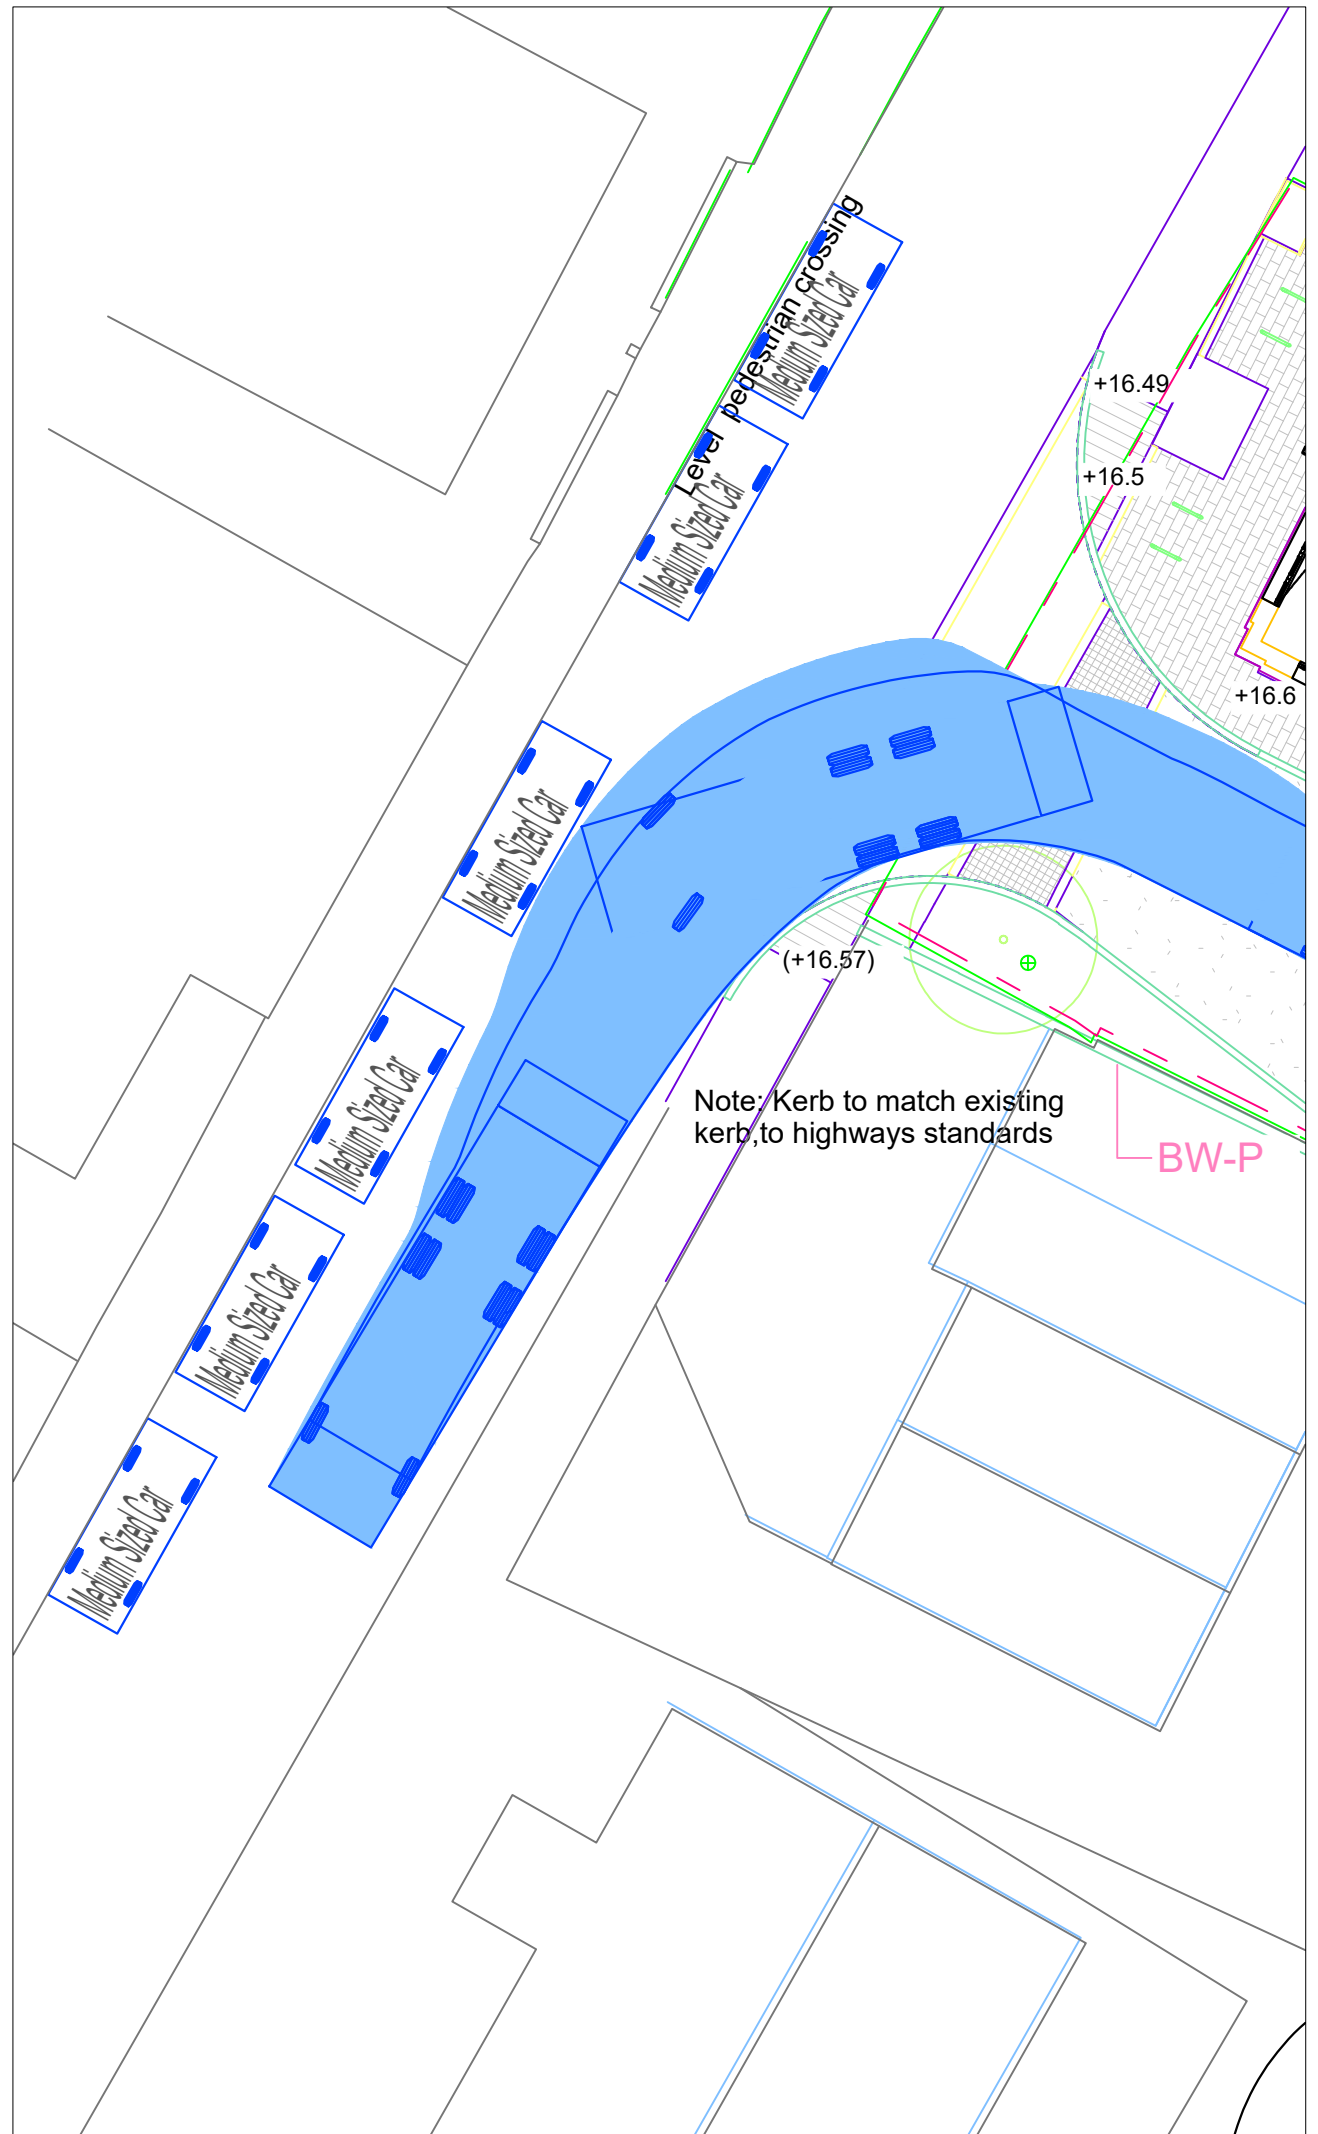 Level pedestrian crossing
Medium Sized Car
Medium Sized Car
+16.49
+16.5
+16.6
Medium Sized Car
(+16.57)
Medium Sized Car
Note: Kerb to match existing
kerb,to highways standards
BW-P
Medium Sized Car
Medium Sized Car